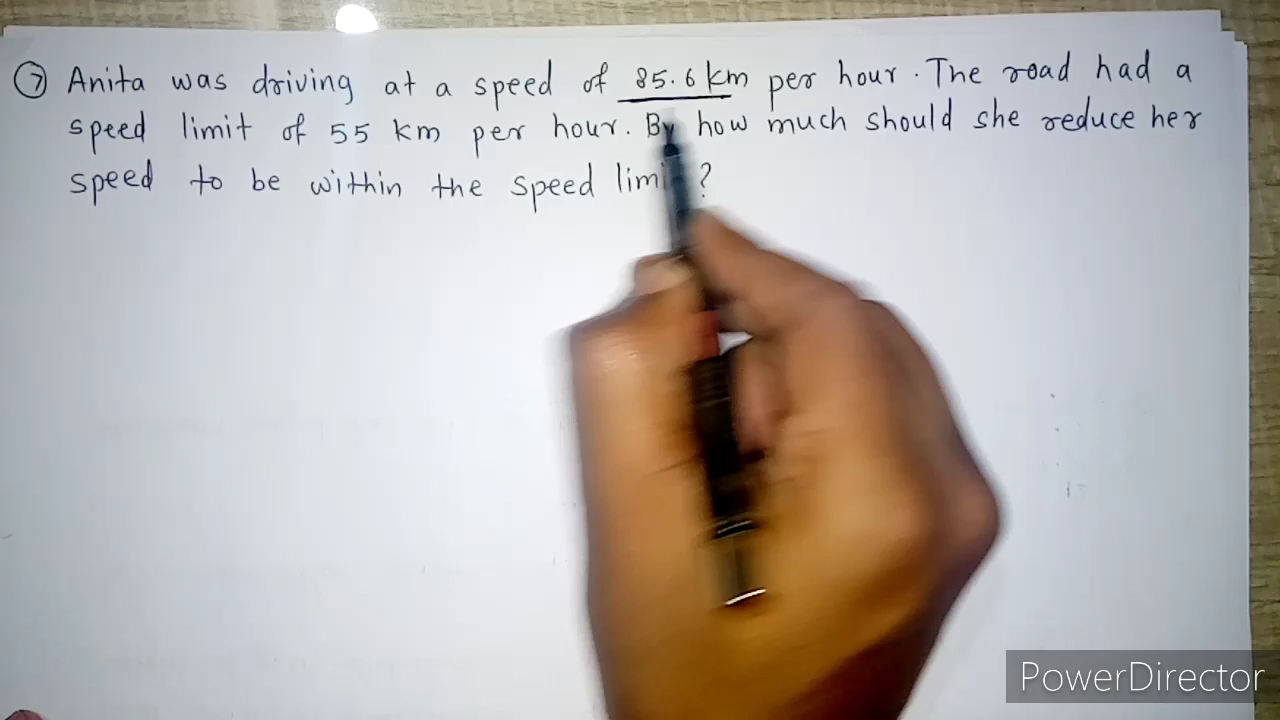 7 Anita was driving at a speed of 85.6 km per hour. The road had a
speed limit of 55 km per hour. By how much should she reduce her
speed to be within the speed limit?
PowerDirector